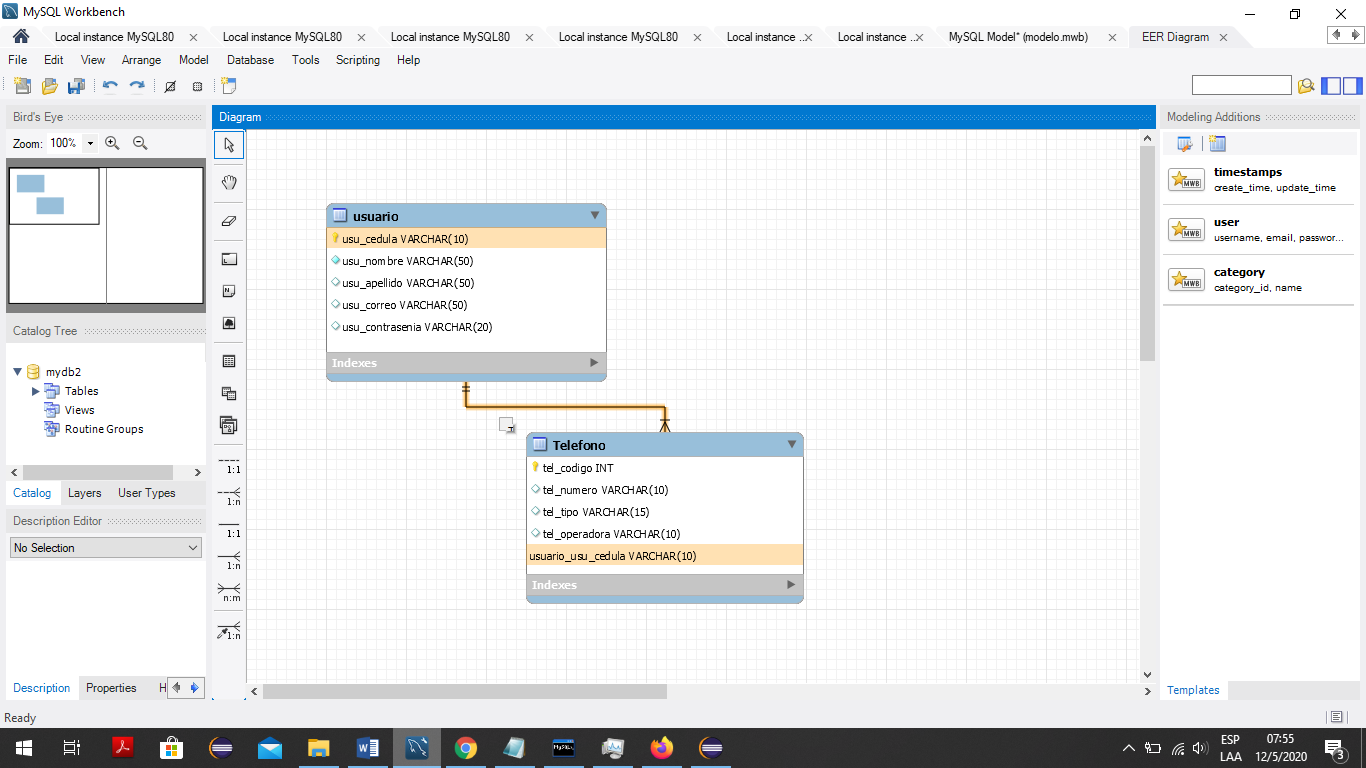 MySQL Workbench
Local instance MySQL80
Local instance MySQL80
Local instance MySQL80
Local instance MySQL80
Local instance ...
Local instance ...
MySQL Model* (modelo.mwb)
EER Diagram
File Edit View Arrange Model Database Tools Scripting Help
Bird's Eye
Zoom: 100%
Catalog Tree
mydb2
Tables
Views
Routine Groups
Catalog Layers User Types
Description Editor
No Selection
Description Properties H
Diagram
1:1
1:n
1:1
1:n
n:m
1:n
usuario
usu_cedula VARCHAR(10)
usu_nombre VARCHAR(50)
usu_apellido VARCHAR(50)
usu_correo VARCHAR(50)
usu_contrasenia VARCHAR(20)
Indexes
Telefono
tel_codigo INT
tel_numero VARCHAR(10)
tel_tipo VARCHAR(15)
tel_operadora VARCHAR(10)
usuario_usu_cedula VARCHAR(10)
Indexes
Modeling Additions
MWB
timestamps
create_time, update_time
MWB
user
username, email, passwor...
MWB
category
category_id, name
Templates
Ready
ESP
LAA
07:55
12/5/2020
3